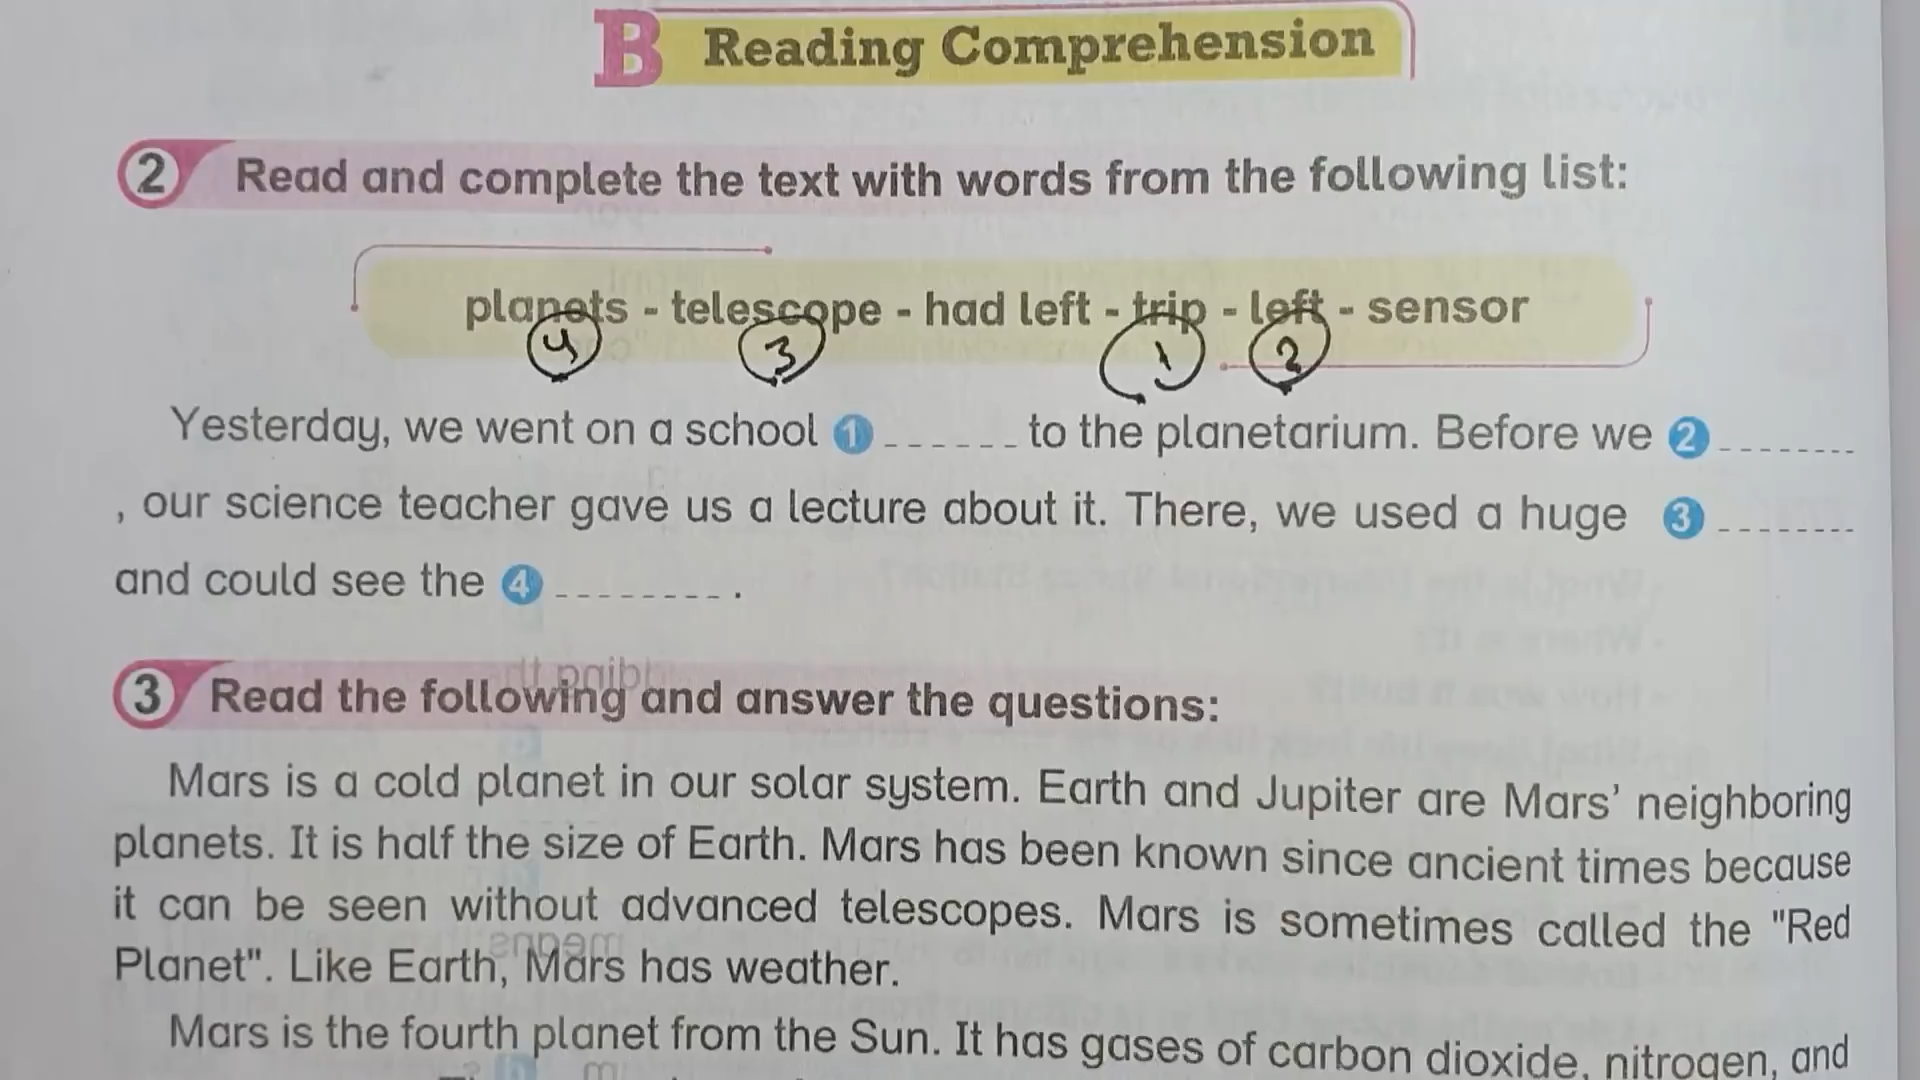 B Reading Comprehension
2 Read and complete the text with words from the following list:
planets - telescope - had left - trip - left - sensor
4 3 1 2
Yesterday, we went on a school 1 ______ to the planetarium. Before we 2 ________
, our science teacher gave us a lecture about it. There, we used a huge 3 ________
and could see the 4 ________ .
3 Read the following and answer the questions:
Mars is a cold planet in our solar system. Earth and Jupiter are Mars' neighboring
planets. It is half the size of Earth. Mars has been known since ancient times because
it can be seen without advanced telescopes. Mars is sometimes called the "Red
Planet". Like Earth, Mars has weather.
Mars is the fourth planet from the Sun. It has gases of carbon dioxide, nitrogen, and